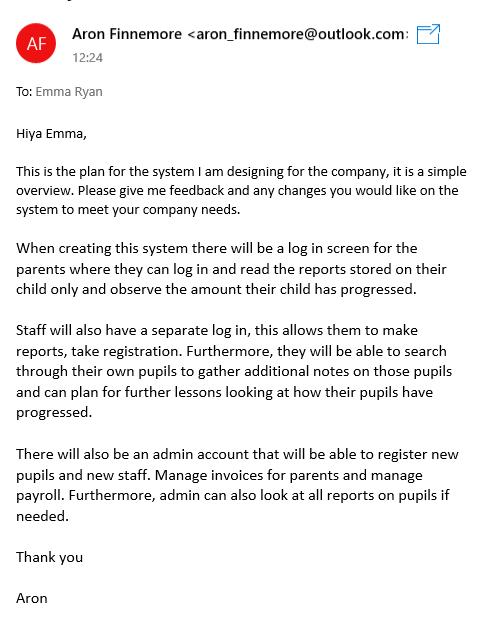 AF
Aron Finnemore <aron_finnemore@outlook.com>
12:24
To: Emma Ryan
Hiya Emma,
This is the plan for the system I am designing for the company, it is a simple
overview. Please give me feedback and any changes you would like on the
system to meet your company needs.
When creating this system there will be a log in screen for the
parents where they can log in and read the reports stored on their
child only and observe the amount their child has progressed.
Staff will also have a separate log in, this allows them to make
reports, take registration. Furthermore, they will be able to search
through their own pupils to gather additional notes on those pupils
and can plan for further lessons looking at how their pupils have
progressed.
There will also be an admin account that will be able to register new
pupils and new staff. Manage invoices for parents and manage
payroll. Furthermore, admin can also look at all reports on pupils if
needed.
Thank you
Aron